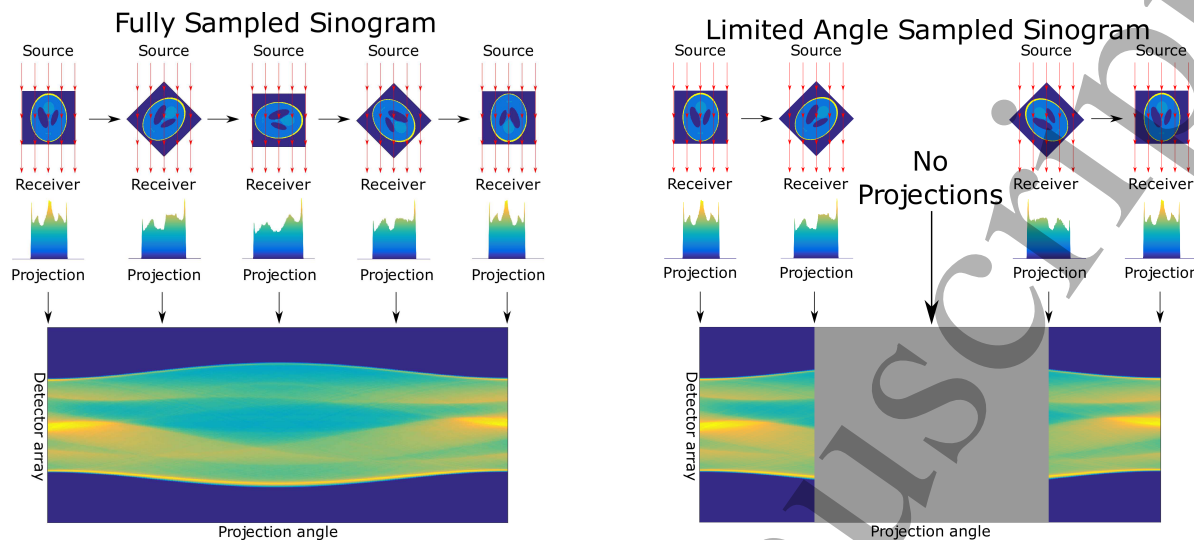 Fully Sampled Sinogram
Source Source Source Source Source
Receiver Receiver Receiver Receiver Receiver
Projection Projection Projection Projection Projection
Detector array
Projection angle
Limited Angle Sampled Sinogram
Source Source Source Source
No
Projections
Receiver Receiver Receiver Receiver
Projection Projection Projection Projection
Detector array
Projection angle